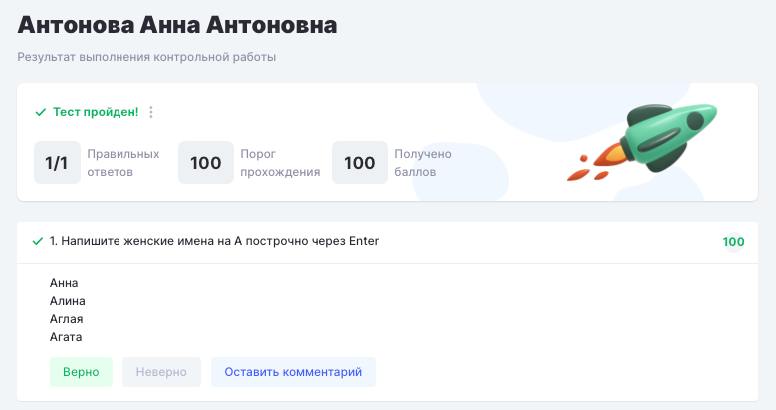 Антонова Анна Антоновна
Результат выполнения контрольной работы
Тест пройден!
1/1 Правильных ответов
100 Порог прохождения
100 Получено баллов
1. Напишите женские имена на А построчно через Enter 100
Анна
Алина
Аглая
Агата
Верно Неверно Оставить комментарий